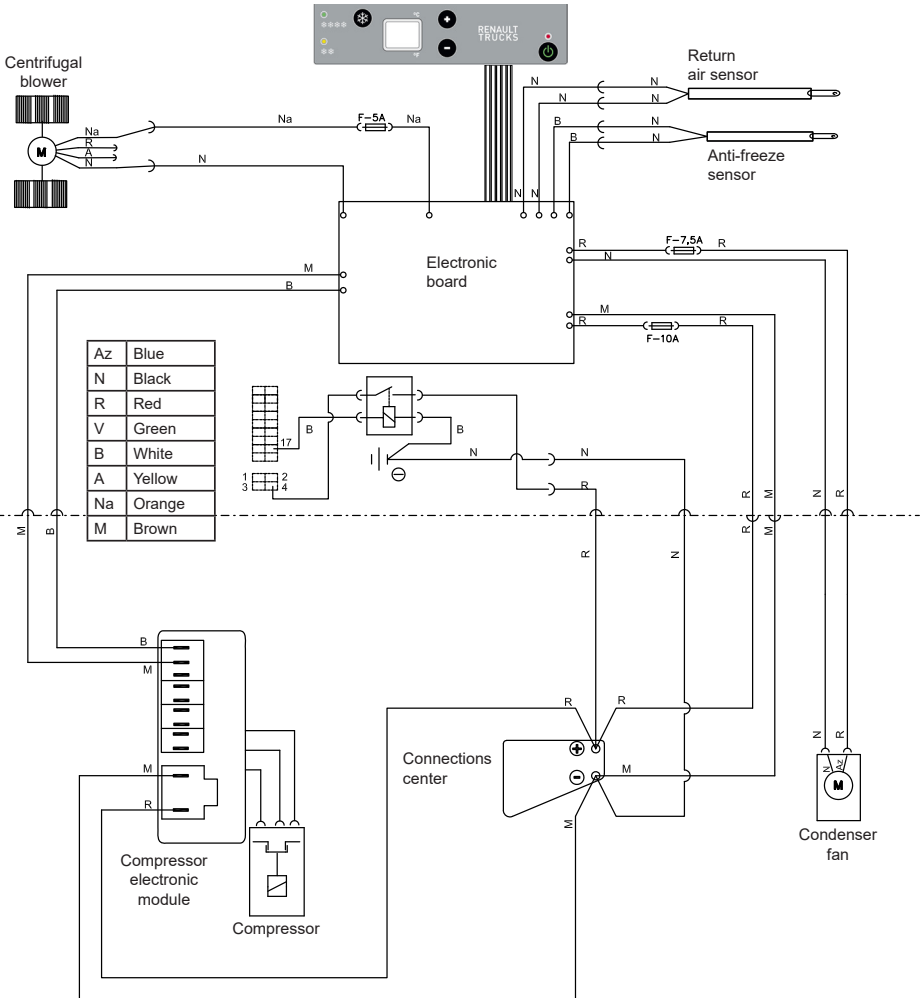 ❄❄❄❄
❄❄
°F
°F
RENAULT
TRUCKS
Return
air sensor
Centrifugal
blower
N
N
N
N
B
N
B
N
Anti-freeze
sensor
Na
R
A
N
M
Na
F-5A
Na
N
N N
Electronic
board
R
F-7,5A
R
N
M
R
F-10A
R
M
B
Az Blue
N Black
R Red
V Green
B White
A Yellow
Na Orange
M Brown
17
1 2
3 4
B
B
N
N
R
M
B
R
M
N
R
R
M
R
N
B
M
M
R
Compressor
electronic
module
Compressor
R
R
+
−
M
M
Connections
center
N
R
N
Az
M
Condenser
fan